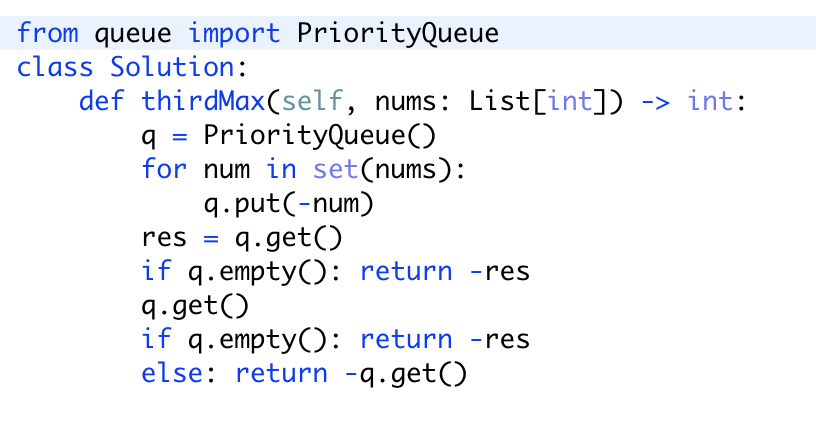 from queue import PriorityQueue
class Solution:
    def thirdMax(self, nums: List[int]) -> int:
        q = PriorityQueue()
        for num in set(nums):
            q.put(-num)
        res = q.get()
        if q.empty(): return -res
        q.get()
        if q.empty(): return -res
        else: return -q.get()